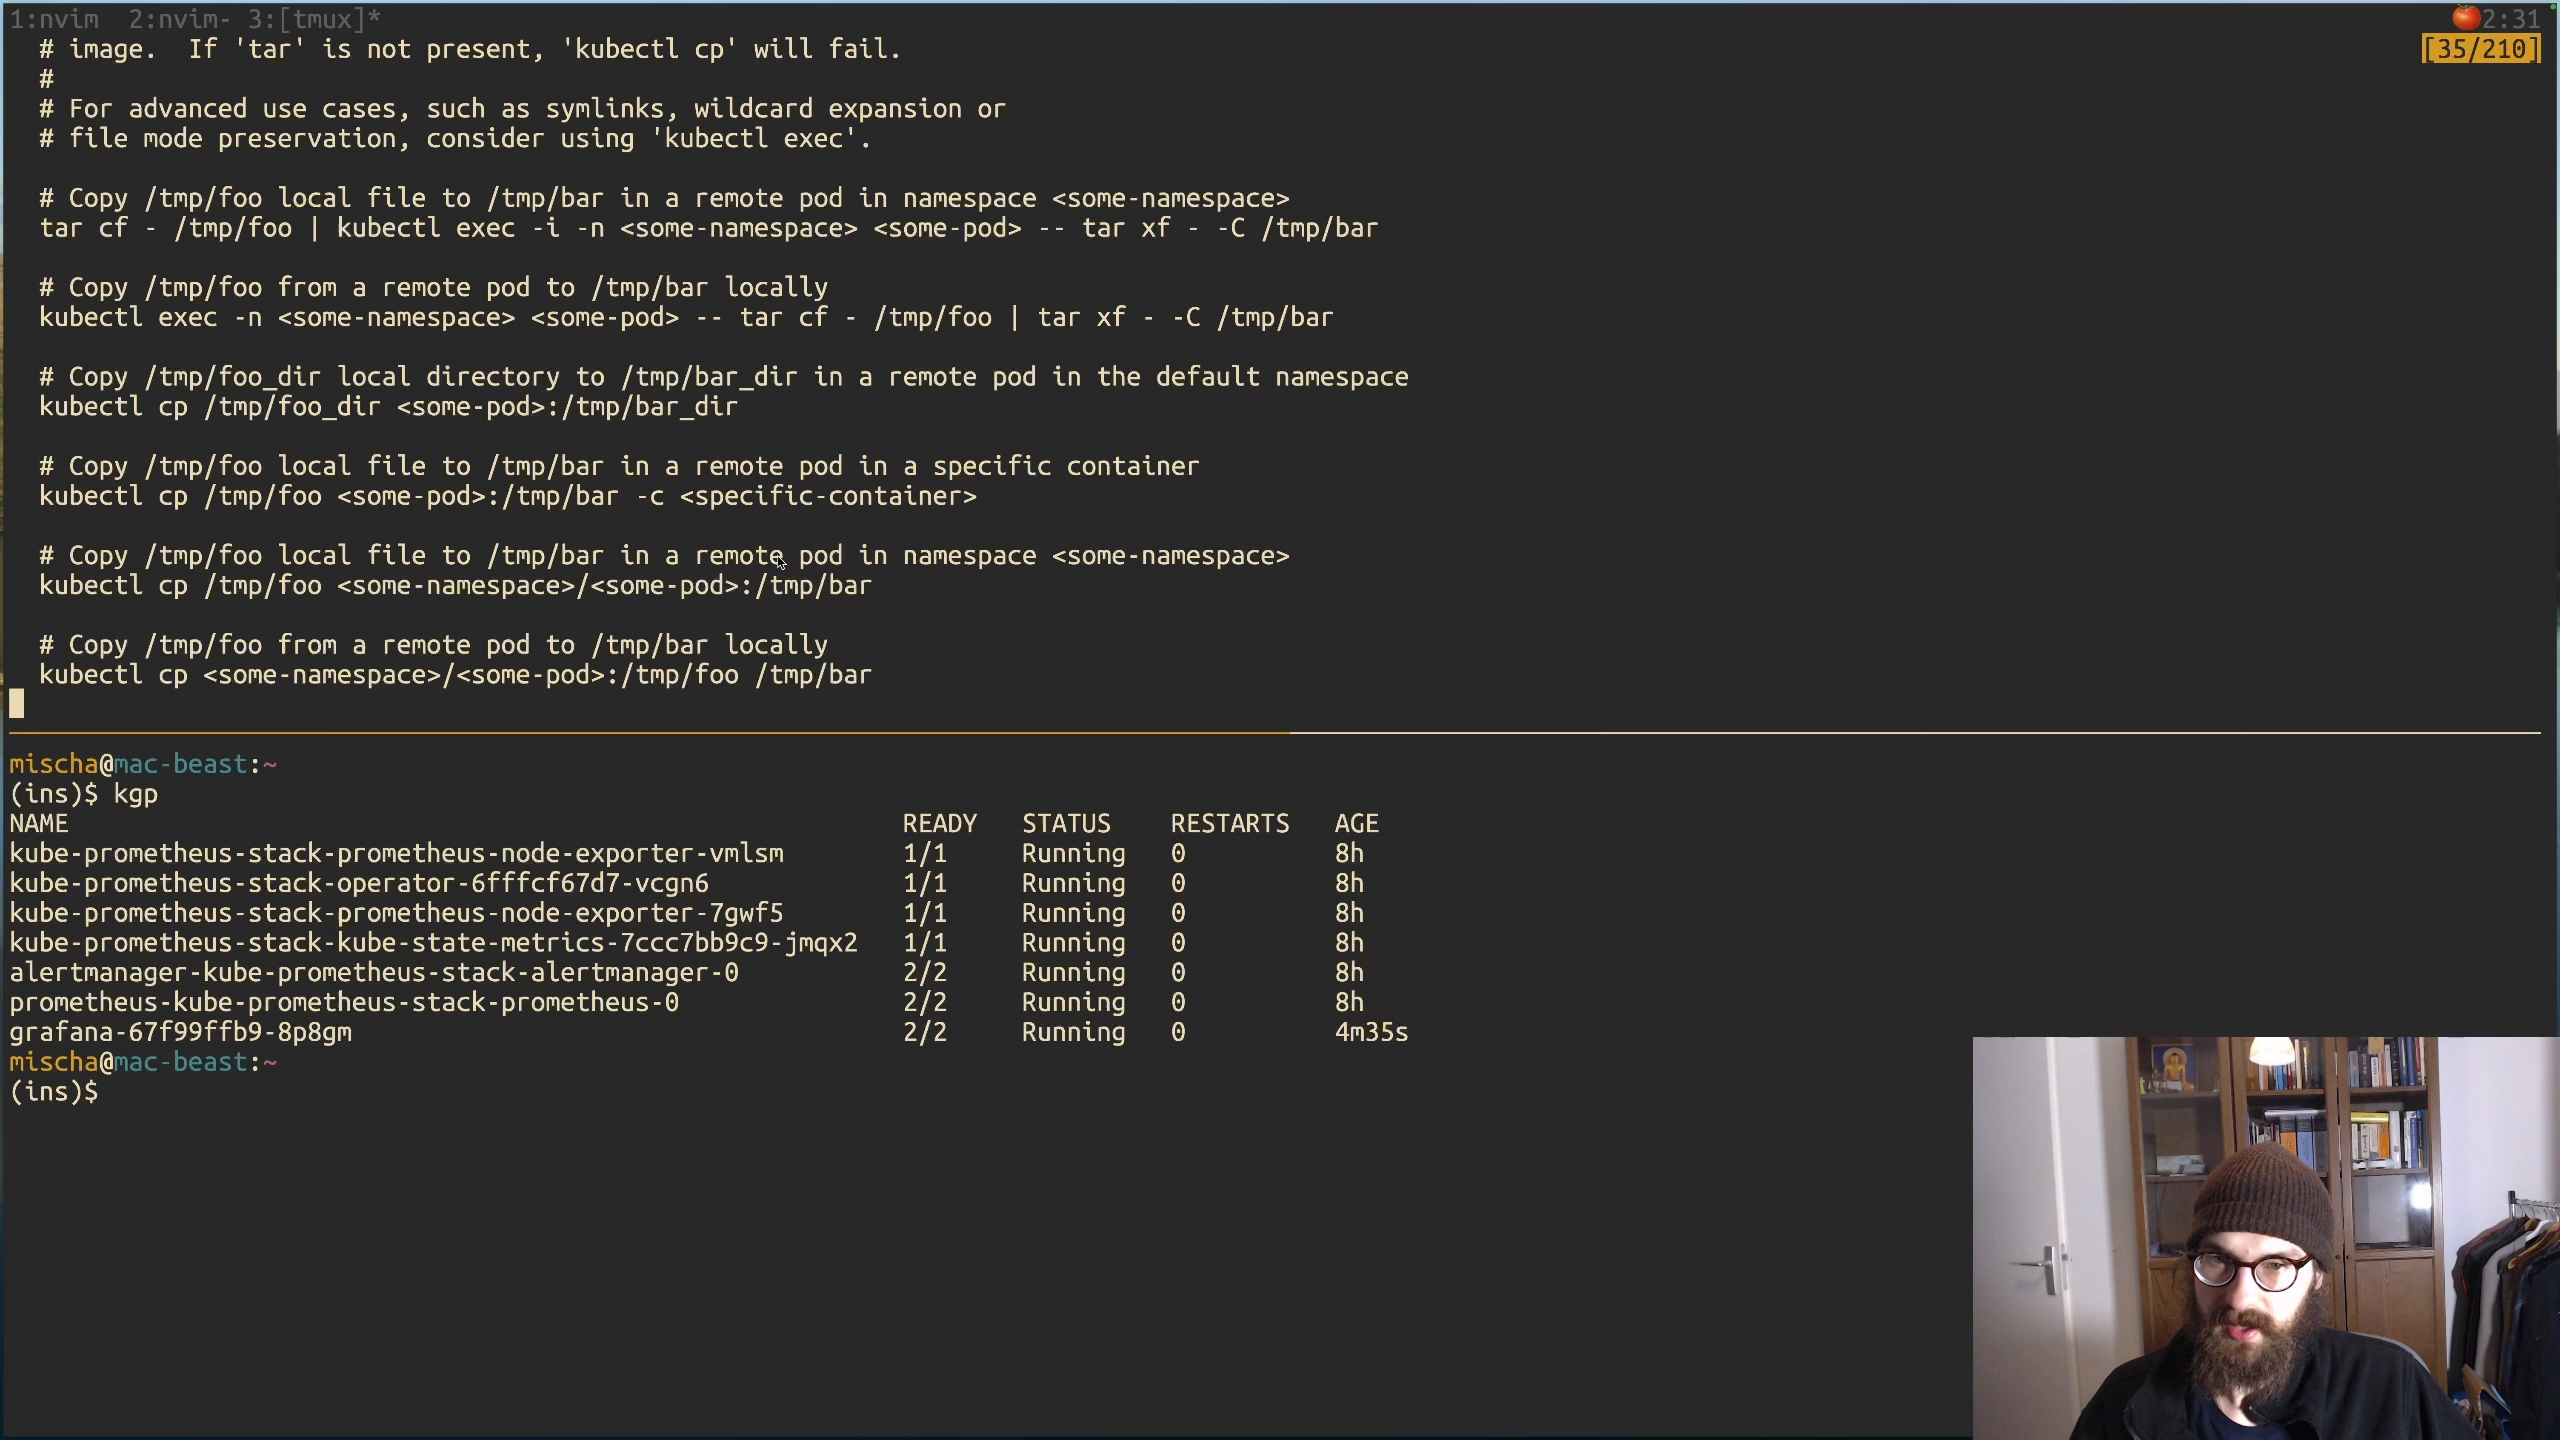 1:nvim  2:nvim- 3:[tmux]*
2:31
# image.  If 'tar' is not present, 'kubectl cp' will fail.
[35/210]
#
# For advanced use cases, such as symlinks, wildcard expansion or
# file mode preservation, consider using 'kubectl exec'.
# Copy /tmp/foo local file to /tmp/bar in a remote pod in namespace <some-namespace>
tar cf - /tmp/foo | kubectl exec -i -n <some-namespace> <some-pod> -- tar xf - -C /tmp/bar
# Copy /tmp/foo from a remote pod to /tmp/bar locally
kubectl exec -n <some-namespace> <some-pod> -- tar cf - /tmp/foo | tar xf - -C /tmp/bar
# Copy /tmp/foo_dir local directory to /tmp/bar_dir in a remote pod in the default namespace
kubectl cp /tmp/foo_dir <some-pod>:/tmp/bar_dir
# Copy /tmp/foo local file to /tmp/bar in a remote pod in a specific container
kubectl cp /tmp/foo <some-pod>:/tmp/bar -c <specific-container>
# Copy /tmp/foo local file to /tmp/bar in a remote pod in namespace <some-namespace>
kubectl cp /tmp/foo <some-namespace>/<some-pod>:/tmp/bar
# Copy /tmp/foo from a remote pod to /tmp/bar locally
kubectl cp <some-namespace>/<some-pod>:/tmp/foo /tmp/bar
mischa@mac-beast:~
(ins)$ kgp
NAME READY STATUS RESTARTS AGE
kube-prometheus-stack-prometheus-node-exporter-vmlsm 1/1 Running 0 8h
kube-prometheus-stack-operator-6fffcf67d7-vcgn6 1/1 Running 0 8h
kube-prometheus-stack-prometheus-node-exporter-7gwf5 1/1 Running 0 8h
kube-prometheus-stack-kube-state-metrics-7ccc7bb9c9-jmqx2 1/1 Running 0 8h
alertmanager-kube-prometheus-stack-alertmanager-0 2/2 Running 0 8h
prometheus-kube-prometheus-stack-prometheus-0 2/2 Running 0 8h
grafana-67f99ffb9-8p8gm 2/2 Running 0 4m35s
mischa@mac-beast:~
(ins)$